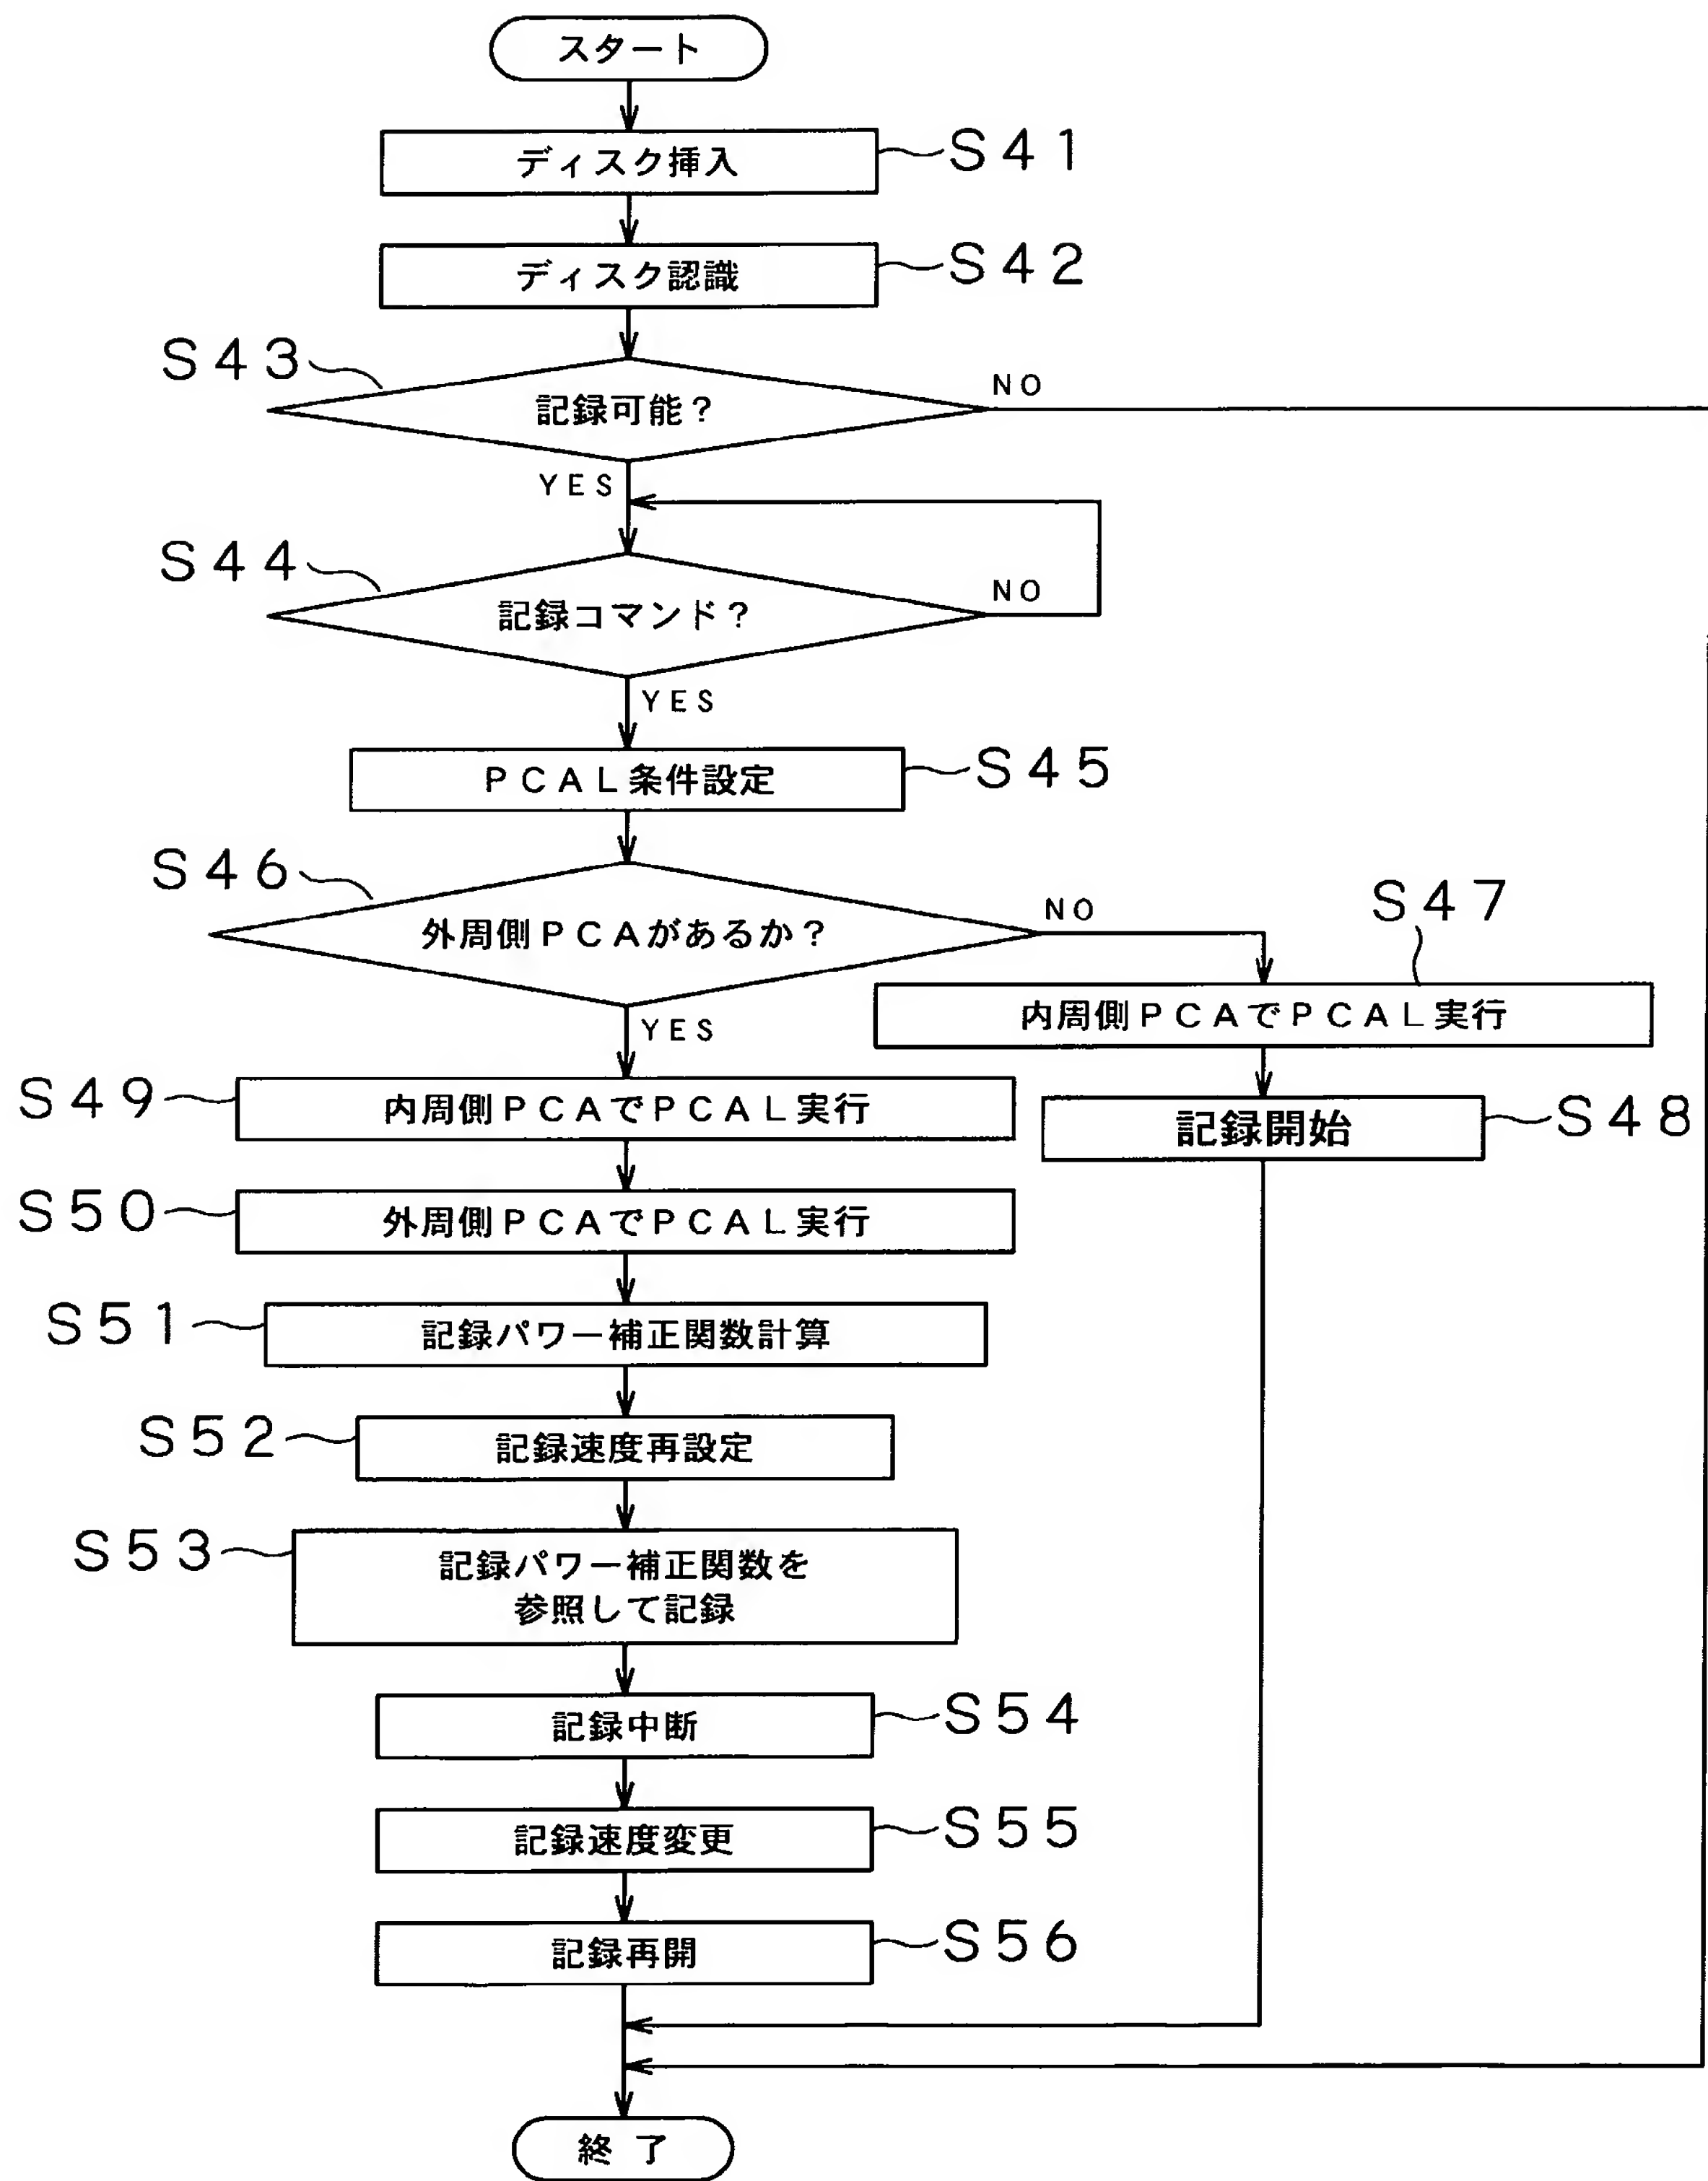 スタート
ディスク挿入
S41
ディスク認識
S42
S43
記録可能？
NO
YES
S44
記録コマンド？
NO
YES
PCAL条件設定
S45
S46
外周側PCAがあるか？
NO
YES
S47
内周側PCAでPCAL実行
記録開始
S48
S49
内周側PCAでPCAL実行
S50
外周側PCAでPCAL実行
S51
記録パワー補正関数計算
S52
記録速度再設定
S53
記録パワー補正関数を
参照して記録
記録中断
S54
記録速度変更
S55
記録再開
S56
終了